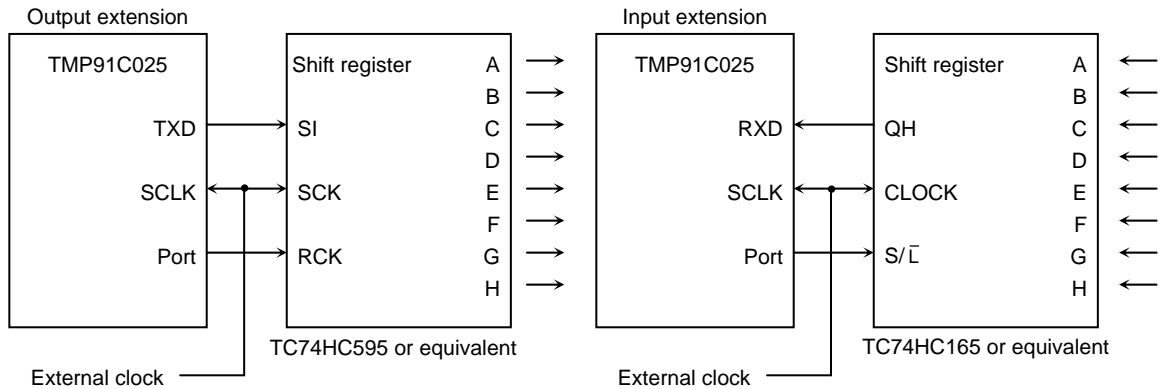 Output extension
TMP91C025
TXD
SCLK
Port
Shift register
SI
SCK
RCK
A
B
C
D
E
F
G
H
TC74HC595 or equivalent
External clock
Input extension
TMP91C025
RXD
SCLK
Port
Shift register
QH
CLOCK
S/L̅
A
B
C
D
E
F
G
H
TC74HC165 or equivalent
External clock